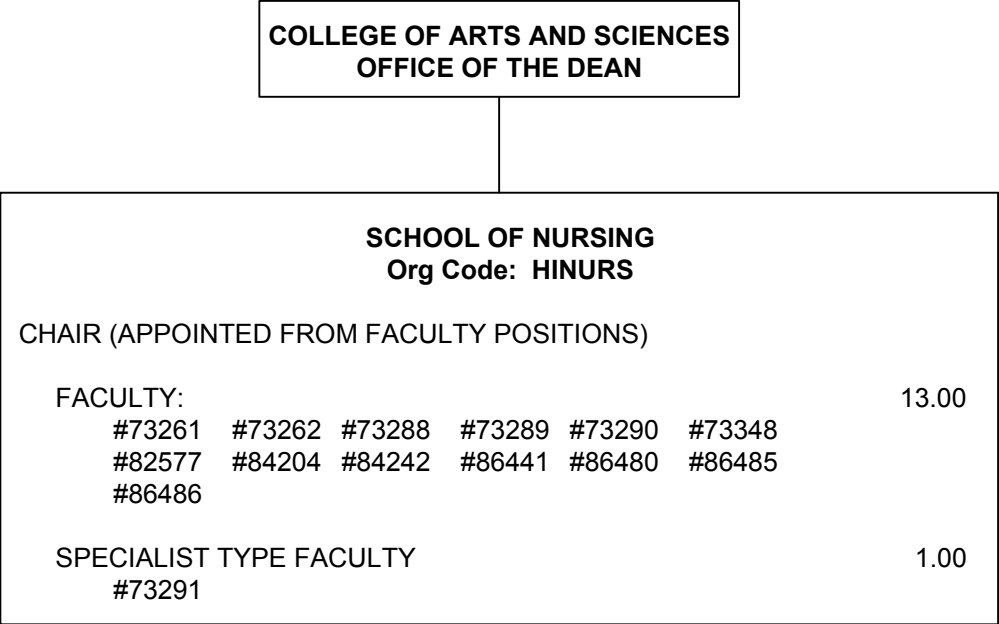 COLLEGE OF ARTS AND SCIENCES
OFFICE OF THE DEAN
SCHOOL OF NURSING
Org Code: HINURS
CHAIR (APPOINTED FROM FACULTY POSITIONS)
FACULTY: 13.00
#73261 #73262 #73288 #73289 #73290 #73348
#82577 #84204 #84242 #86441 #86480 #86485
#86486
SPECIALIST TYPE FACULTY 1.00
#73291